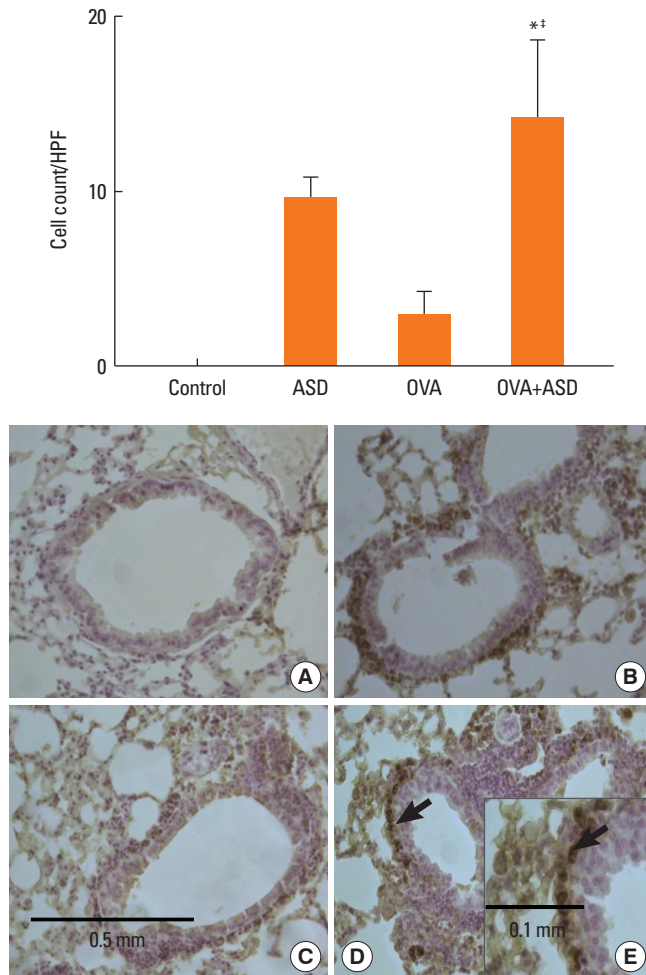 20
10
0
Cell count/HPF
*‡
Control ASD OVA OVA+ASD
A
B
0.5 mm
C
D
0.1 mm
E